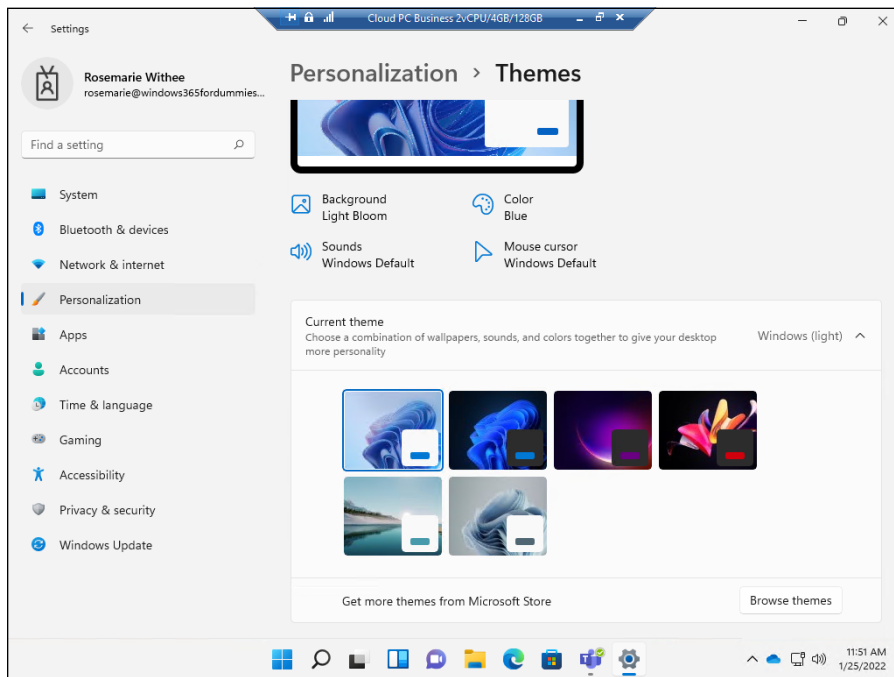 Cloud PC Business 2vCPU/4GB/128GB
Settings
Rosemarie Withee
rosemarie@windows365fordummies...
Find a setting
System
Bluetooth & devices
Network & internet
Personalization
Apps
Accounts
Time & language
Gaming
Accessibility
Privacy & security
Windows Update
Personalization > Themes
Background
Light Bloom
Color
Blue
Sounds
Windows Default
Mouse cursor
Windows Default
Current theme
Choose a combination of wallpapers, sounds, and colors together to give your desktop
more personality
Windows (light)
Get more themes from Microsoft Store
Browse themes
11:51 AM
1/25/2022